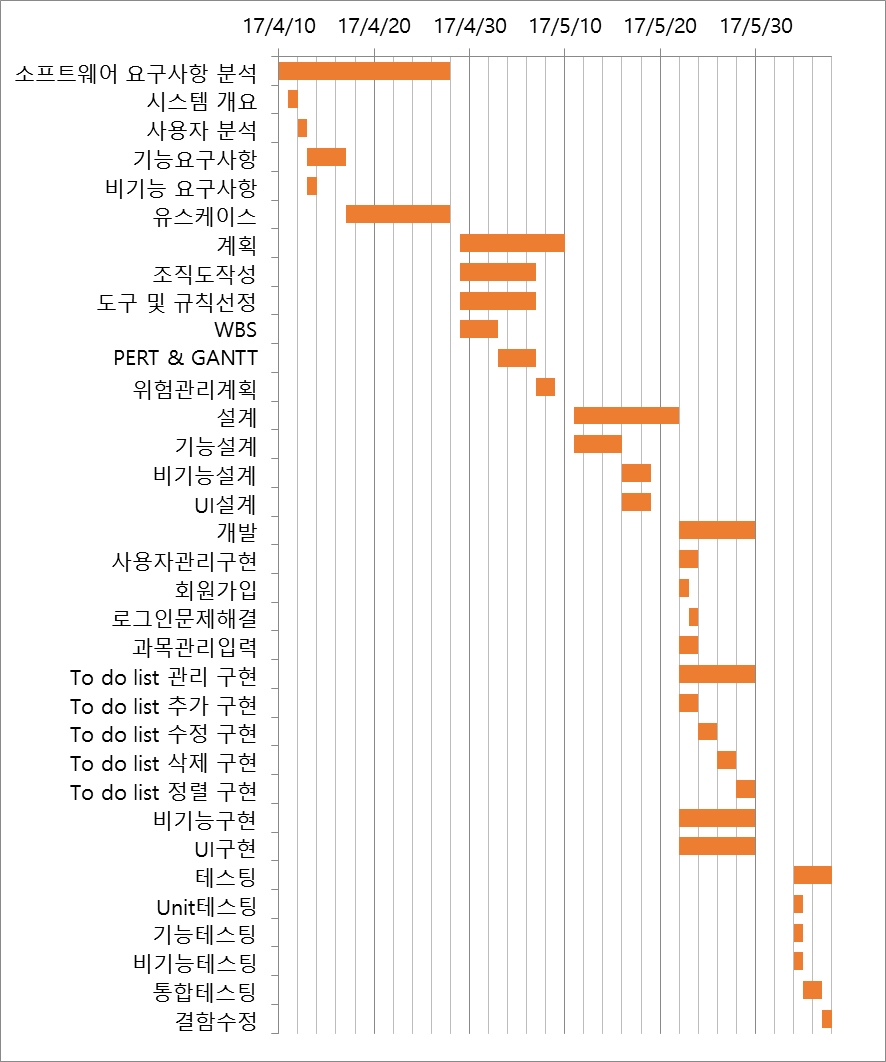 17/4/10 17/4/20 17/4/30 17/5/10 17/5/20 17/5/30
소프트웨어 요구사항 분석
시스템 개요
사용자 분석
기능요구사항
비기능 요구사항
유스케이스
계획
조직도작성
도구 및 규칙선정
WBS
PERT & GANTT
위험관리계획
설계
기능설계
비기능설계
UI설계
개발
사용자관리구현
회원가입
로그인문제해결
과목관리입력
To do list 관리 구현
To do list 추가 구현
To do list 수정 구현
To do list 삭제 구현
To do list 정렬 구현
비기능구현
UI구현
테스팅
Unit테스팅
기능테스팅
비기능테스팅
통합테스팅
결함수정